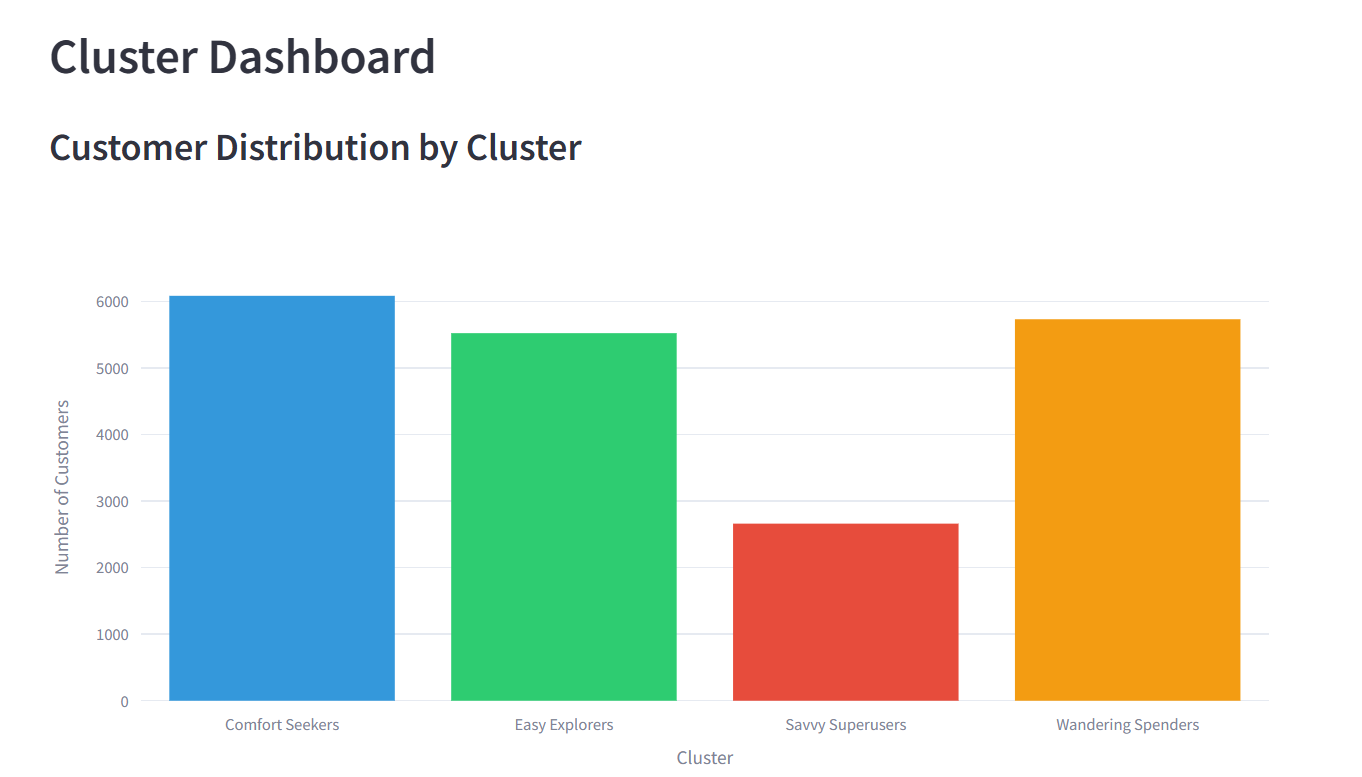 Cluster Dashboard
Customer Distribution by Cluster
6000
5000
4000
3000
2000
1000
0
Number of Customers
Comfort Seekers
Easy Explorers
Savvy Superusers
Wandering Spenders
Cluster